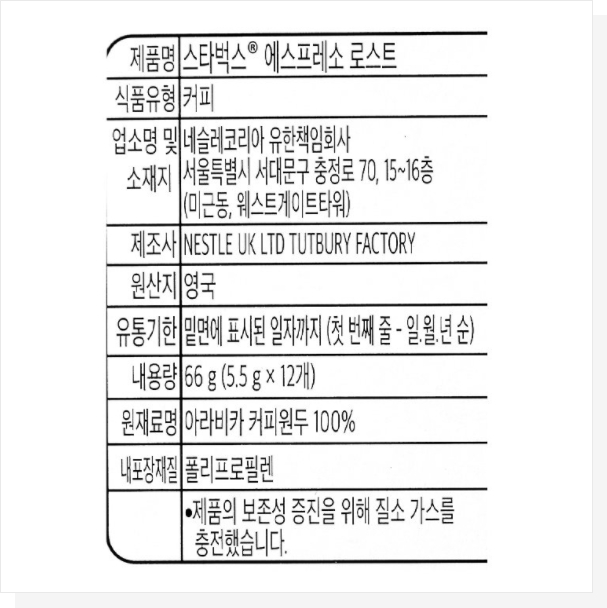 제품명 스타벅스® 에스프레소 로스트
식품유형 커피
업소명 및 네슬레코리아 유한책임회사
소재지 서울특별시 서대문구 충정로 70, 15~16층
(미근동, 웨스트게이트타워)
제조사 NESTLE UK LTD TUTBURY FACTORY
원산지 영국
유통기한 밑면에 표시된 일자까지 (첫 번째 줄 - 일.월.년 순)
내용량 66 g (5.5 g × 12개)
원재료명 아라비카 커피원두 100%
내포장재질 폴리프로필렌
•제품의 보존성 증진을 위해 질소 가스를
충전했습니다.